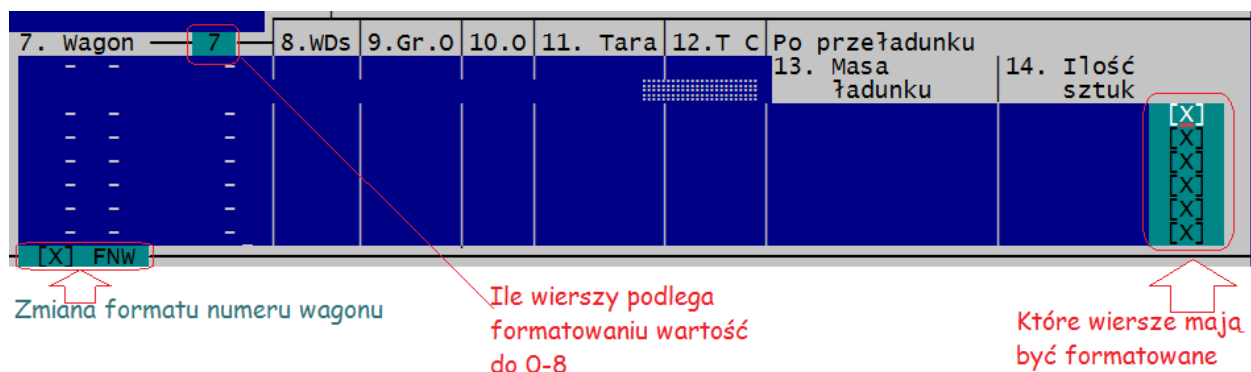 7. Wagon 7 8.WDs 9.Gr.O 10.O 11. Tara 12.T C Po przeładunku
- - - 13. Masa 14. Ilość
ładunku sztuk
- - - [X]
- - - [X]
- - - [X]
- - - [X]
- - - [X]
- - - [X]
[X] FNW
Zmiana formatu numeru wagonu
Ile wierszy podlega
formatowaniu wartość
do 0-8
Które wiersze mają
być formatowane